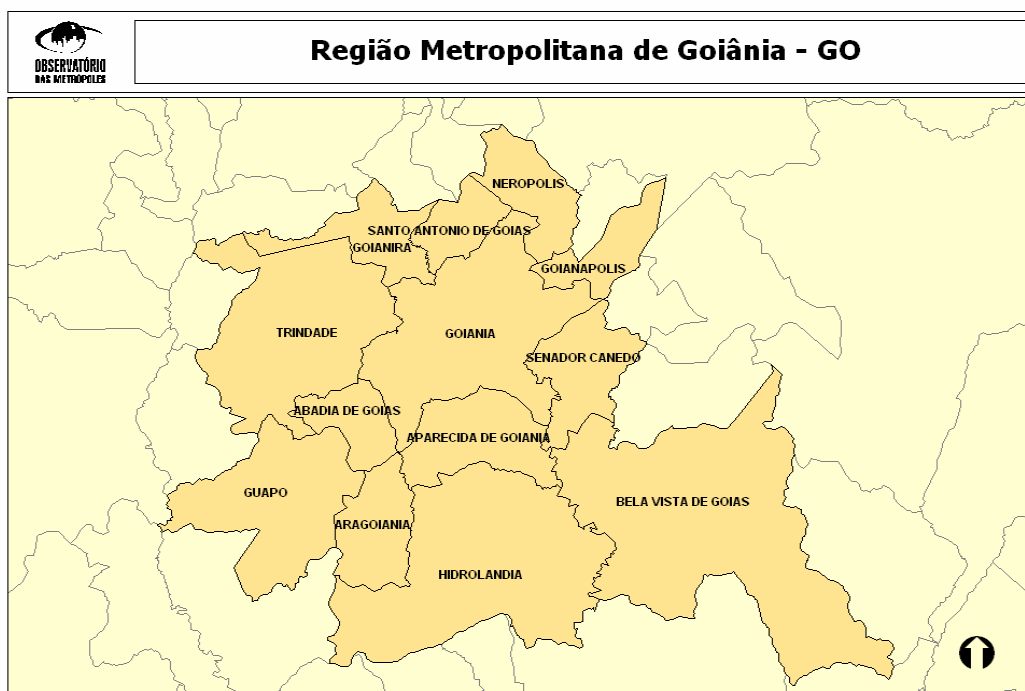 OBSERVATÓRIO
DAS METRÓPOLES
Região Metropolitana de Goiânia - GO
NEROPOLIS
SANTO ANTONIO DE GOIAS
GOIANIRA
GOIANAPOLIS
TRINDADE
GOIANIA
SENADOR CANEDO
ABADIA DE GOIAS
APARECIDA DE GOIANIA
GUAPO
BELA VISTA DE GOIAS
ARAGOIANIA
HIDROLANDIA